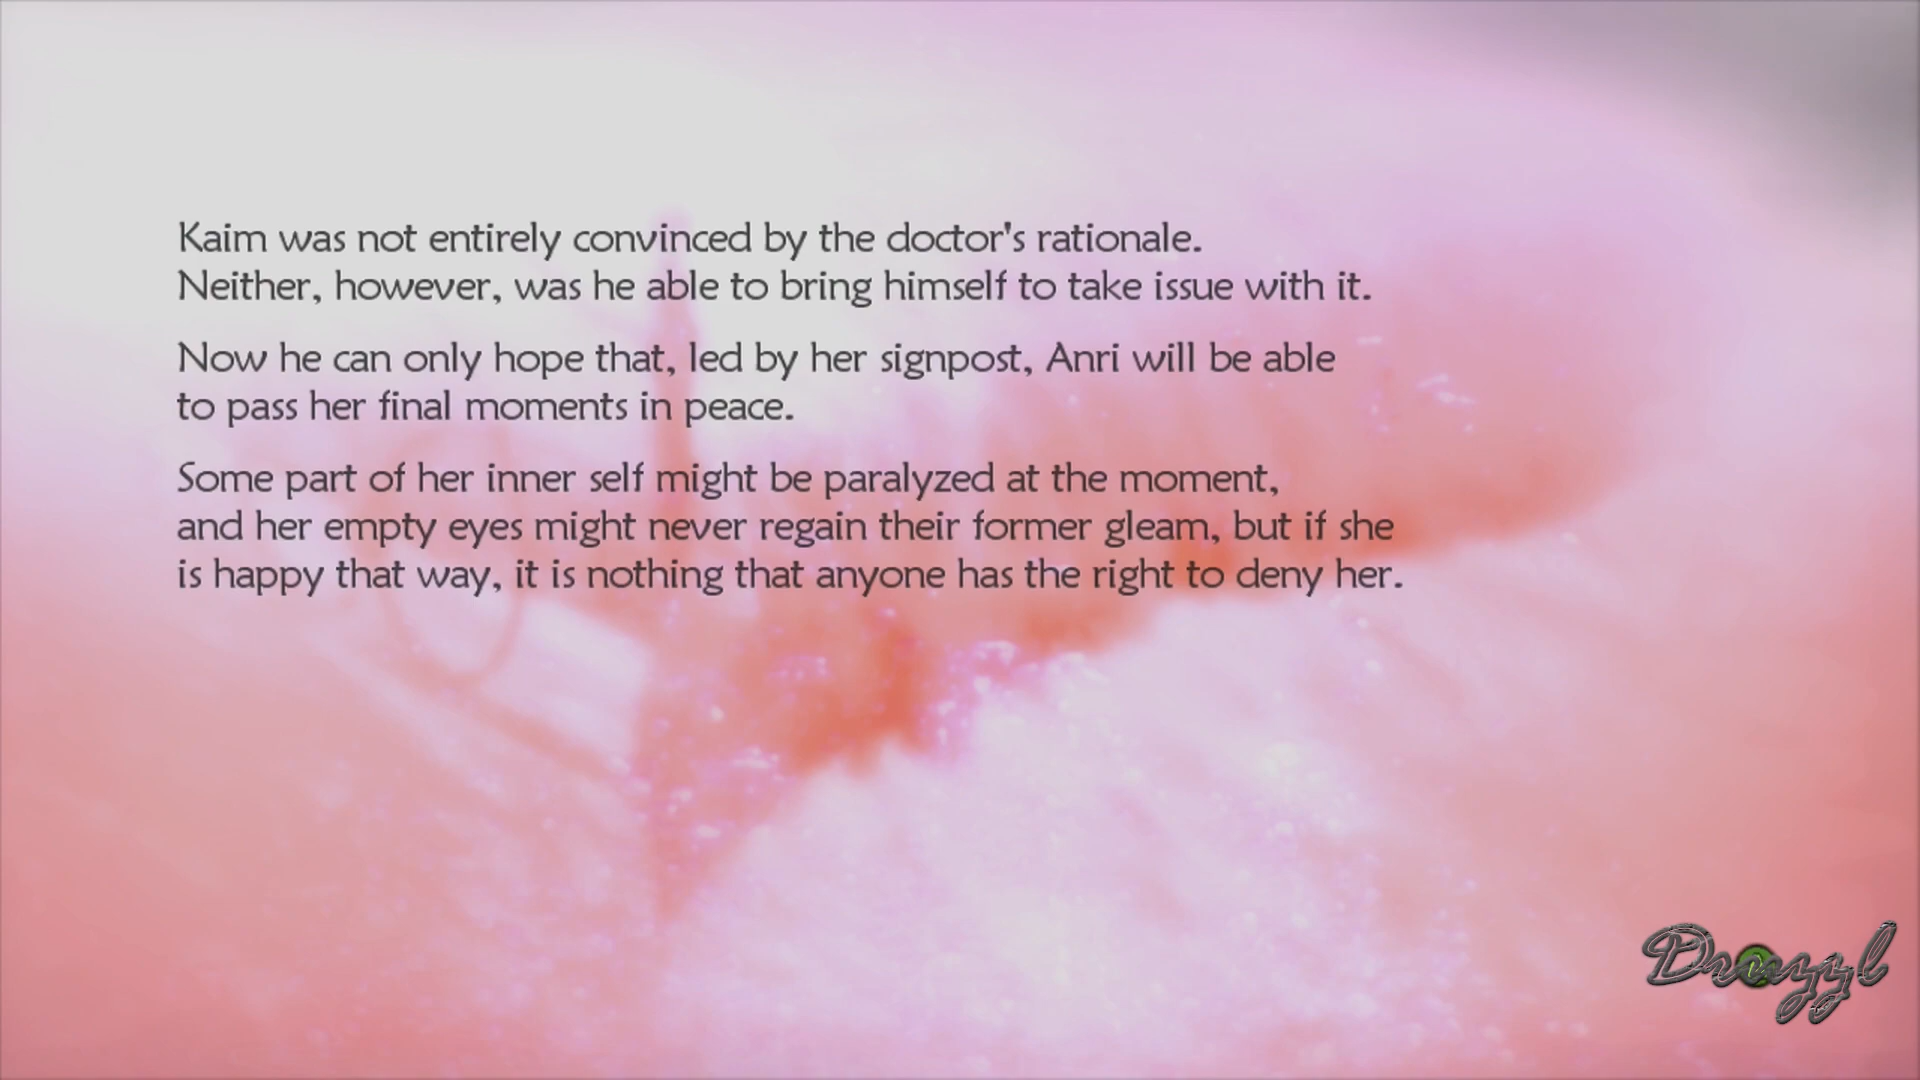 Kaim was not entirely convinced by the doctor's rationale.
Neither, however, was he able to bring himself to take issue with it.
Now he can only hope that, led by her signpost, Anri will be able
to pass her final moments in peace.
Some part of her inner self might be paralyzed at the moment,
and her empty eyes might never regain their former gleam, but if she
is happy that way, it is nothing that anyone has the right to deny her.